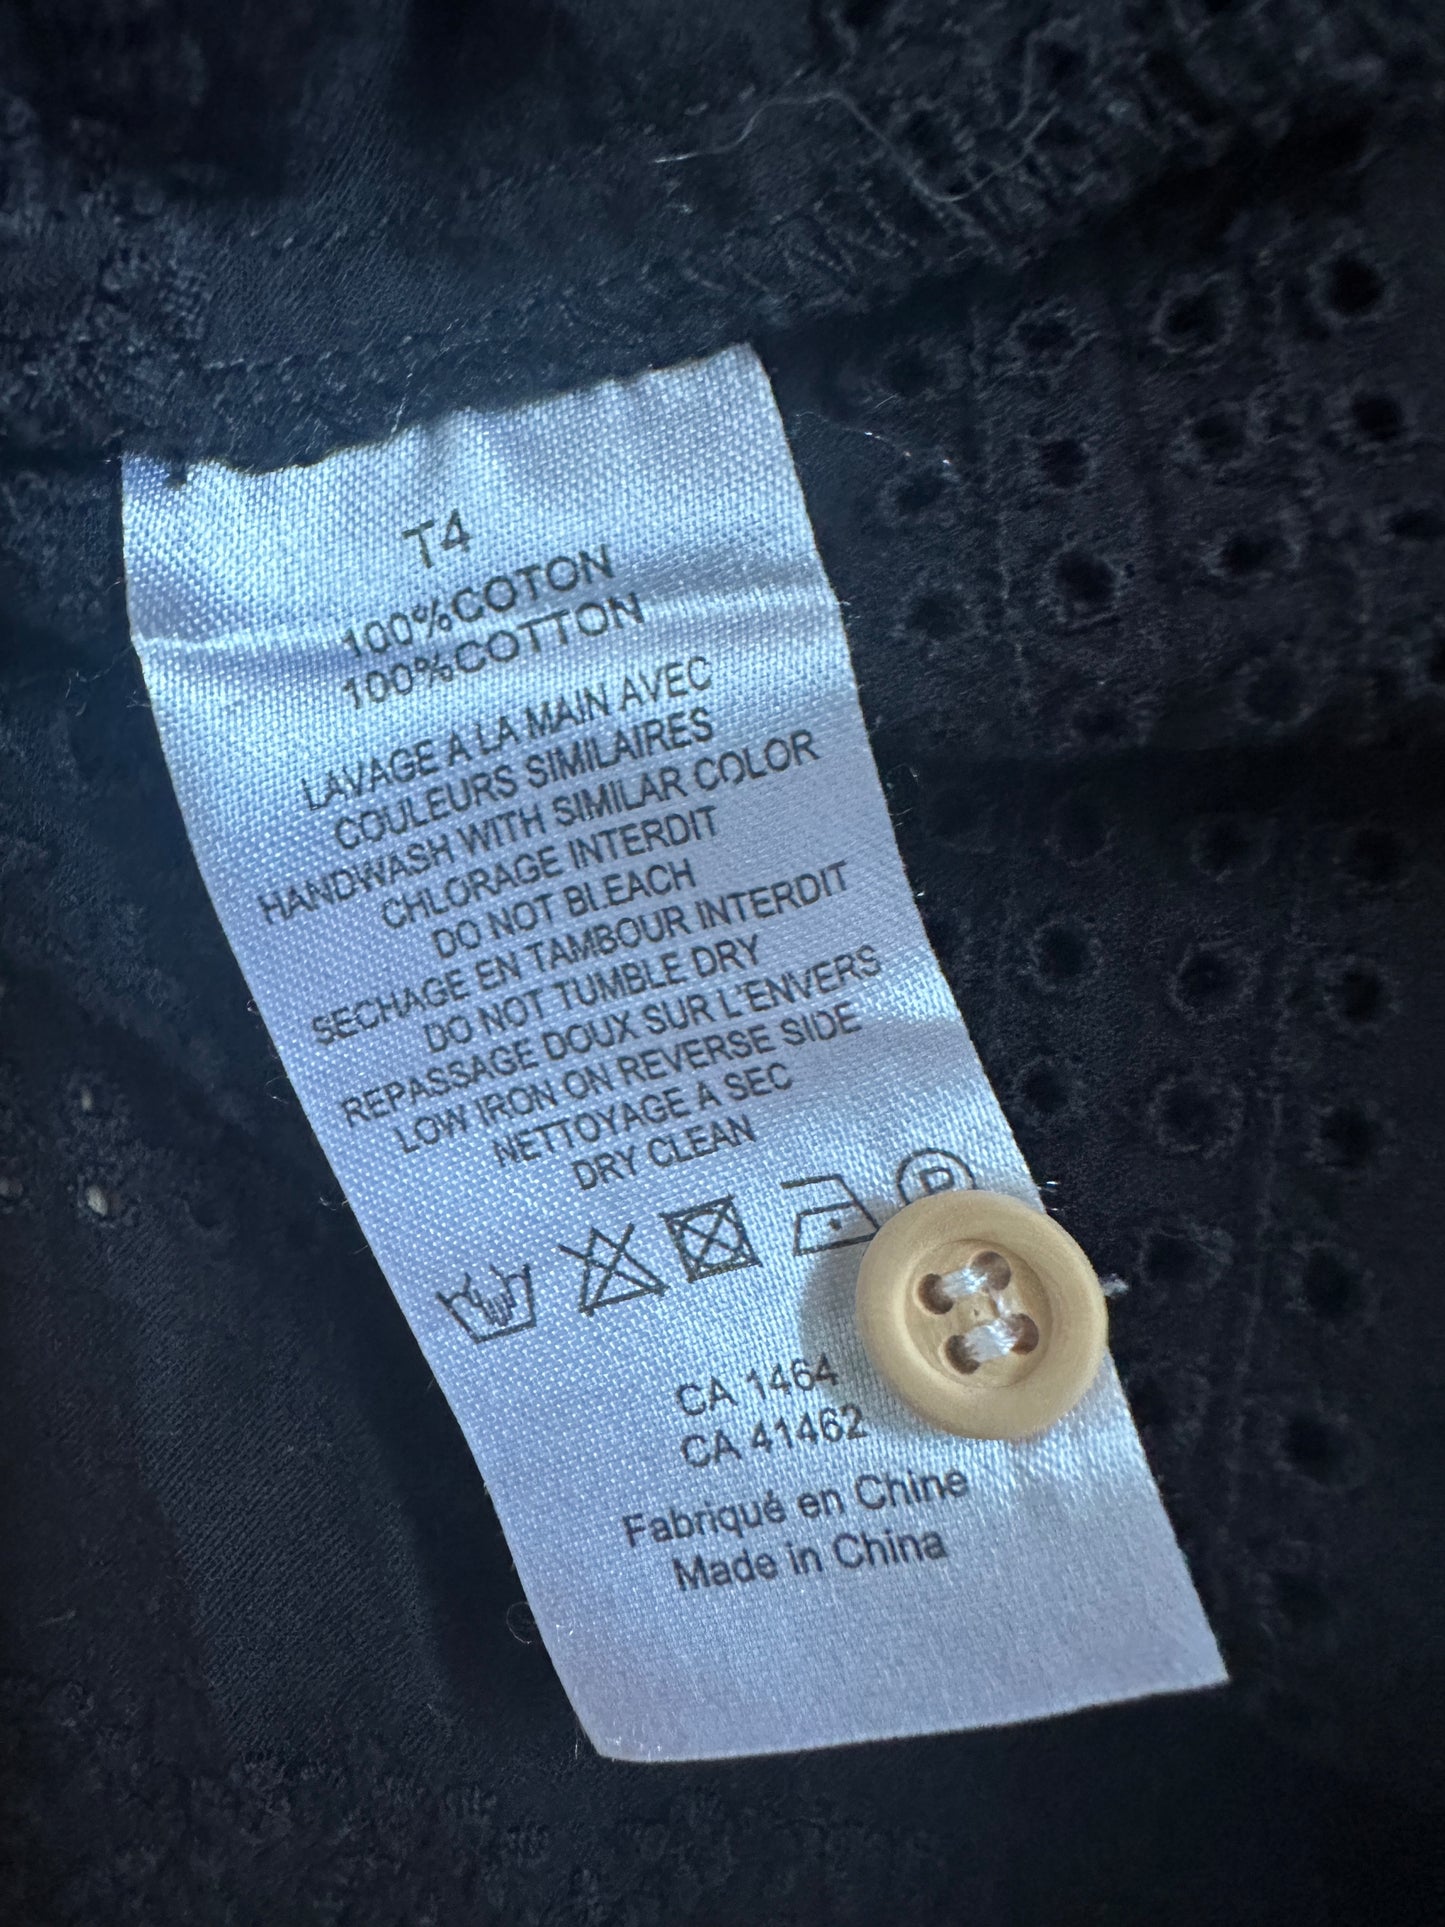 T4
100%COTON
100%COTTON
LAVAGE A LA MAIN AVEC
COULEURS SIMILAIRES
HANDWASH WITH SIMILAR COLOR
CHLORAGE INTERDIT
DO NOT BLEACH
SECHAGE EN TAMBOUR INTERDIT
DO NOT TUMBLE DRY
REPASSAGE DOUX SUR L'ENVERS
LOW IRON ON REVERSE SIDE
NETTOYAGE A SEC
DRY CLEAN
P
CA 1464
CA 41462
Fabriqué en Chine
Made in China